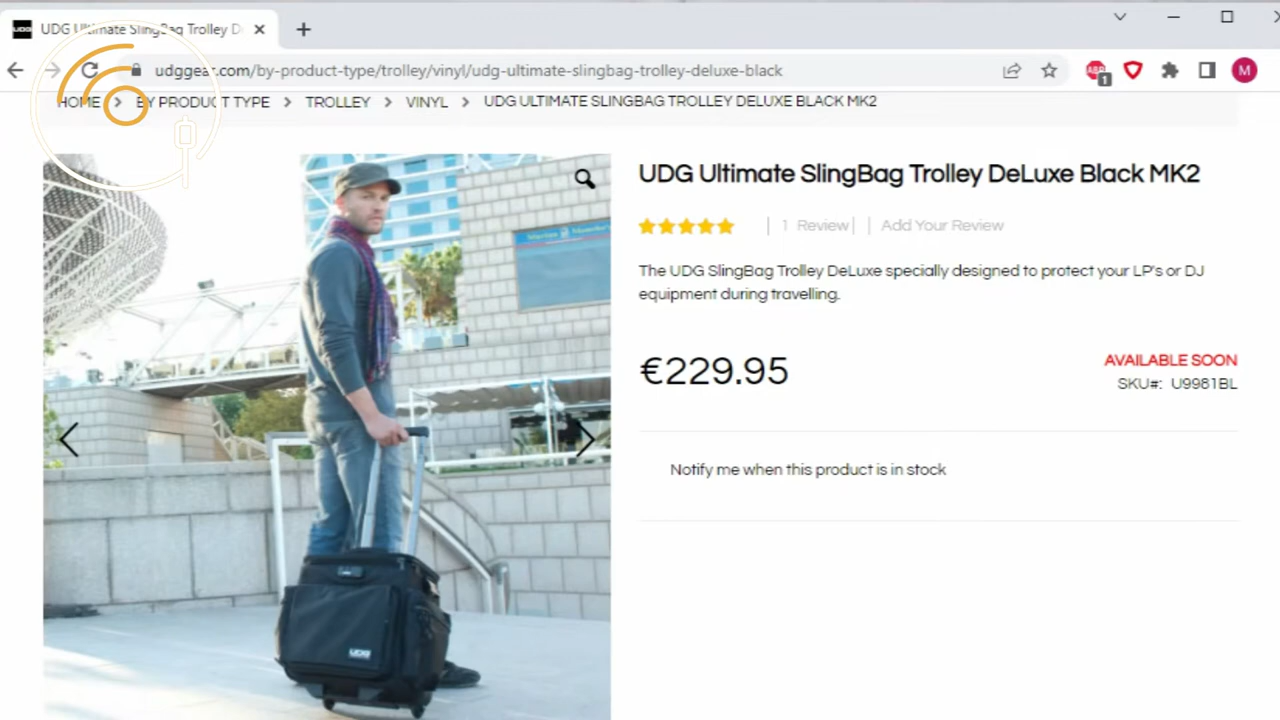 UDG Ultimate SlingBag Trolley D
udggear.com/by-product-type/trolley/vinyl/udg-ultimate-slingbag-trolley-deluxe-black
1
M
HOME > BY PRODUCT TYPE > TROLLEY > VINYL > UDG ULTIMATE SLINGBAG TROLLEY DELUXE BLACK MK2
UDG Ultimate SlingBag Trolley DeLuxe Black MK2
1 Review | | Add Your Review
The UDG SlingBag Trolley DeLuxe specially designed to protect your LP's or DJ
equipment during travelling.
€229.95
AVAILABLE SOON
SKU#: U9981BL
Notify me when this product is in stock
UDG